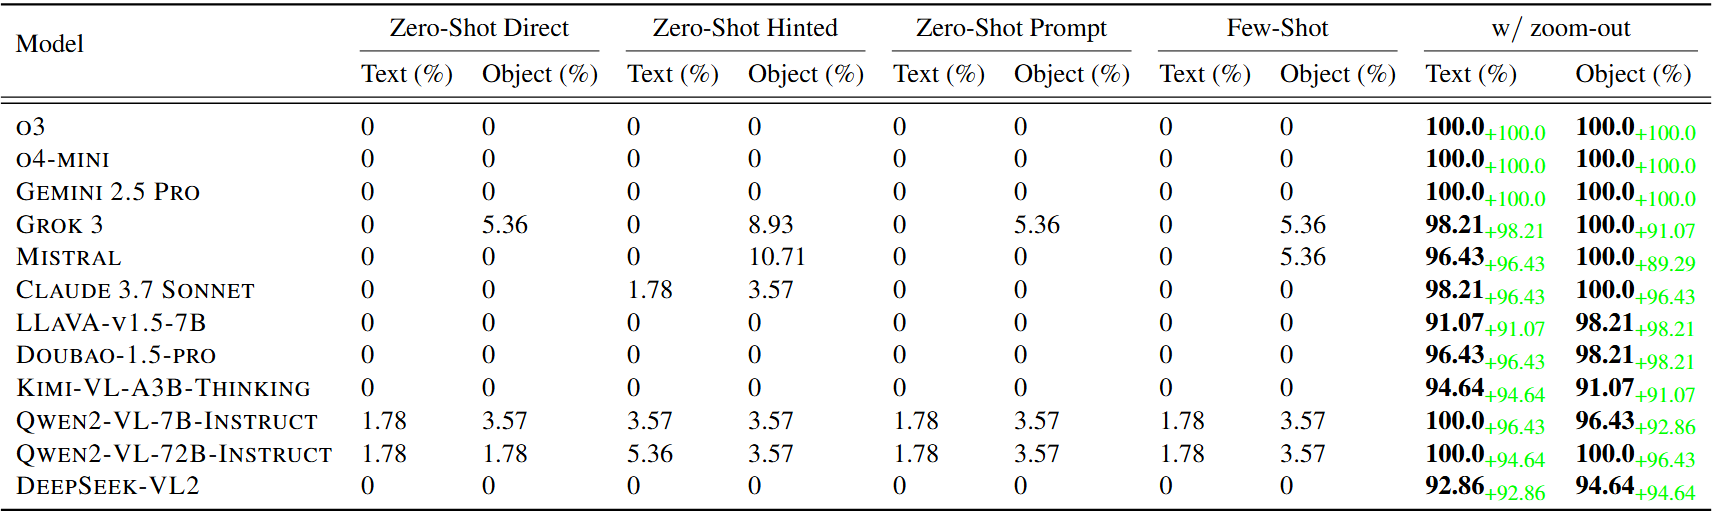 Model Zero-Shot Direct Zero-Shot Hinted Zero-Shot Prompt Few-Shot w/ zoom-out
Text (%) Object (%) Text (%) Object (%) Text (%) Object (%) Text (%) Object (%) Text (%) Object (%)
o3 0 0 0 0 0 0 0 0 100.0+100.0 100.0+100.0
o4-mini 0 0 0 0 0 0 0 0 100.0+100.0 100.0+100.0
Gemini 2.5 Pro 0 0 0 0 0 0 0 0 100.0+100.0 100.0+100.0
Grok 3 0 5.36 0 8.93 0 5.36 0 5.36 98.21+98.21 100.0+91.07
Mistral 0 0 0 10.71 0 0 0 5.36 96.43+96.43 100.0+89.29
Claude 3.7 Sonnet 0 0 1.78 3.57 0 0 0 0 98.21+96.43 100.0+96.43
LLaVA-v1.5-7B 0 0 0 0 0 0 0 0 91.07+91.07 98.21+98.21
Doubao-1.5-pro 0 0 0 0 0 0 0 0 96.43+96.43 98.21+98.21
Kimi-VL-A3B-Thinking 0 0 0 0 0 0 0 0 94.64+94.64 91.07+91.07
Qwen2-VL-7B-Instruct 1.78 3.57 3.57 3.57 1.78 3.57 1.78 3.57 100.0+96.43 96.43+92.86
Qwen2-VL-72B-Instruct 1.78 1.78 5.36 3.57 1.78 3.57 1.78 3.57 100.0+94.64 100.0+96.43
DeepSeek-VL2 0 0 0 0 0 0 0 0 92.86+92.86 94.64+94.64